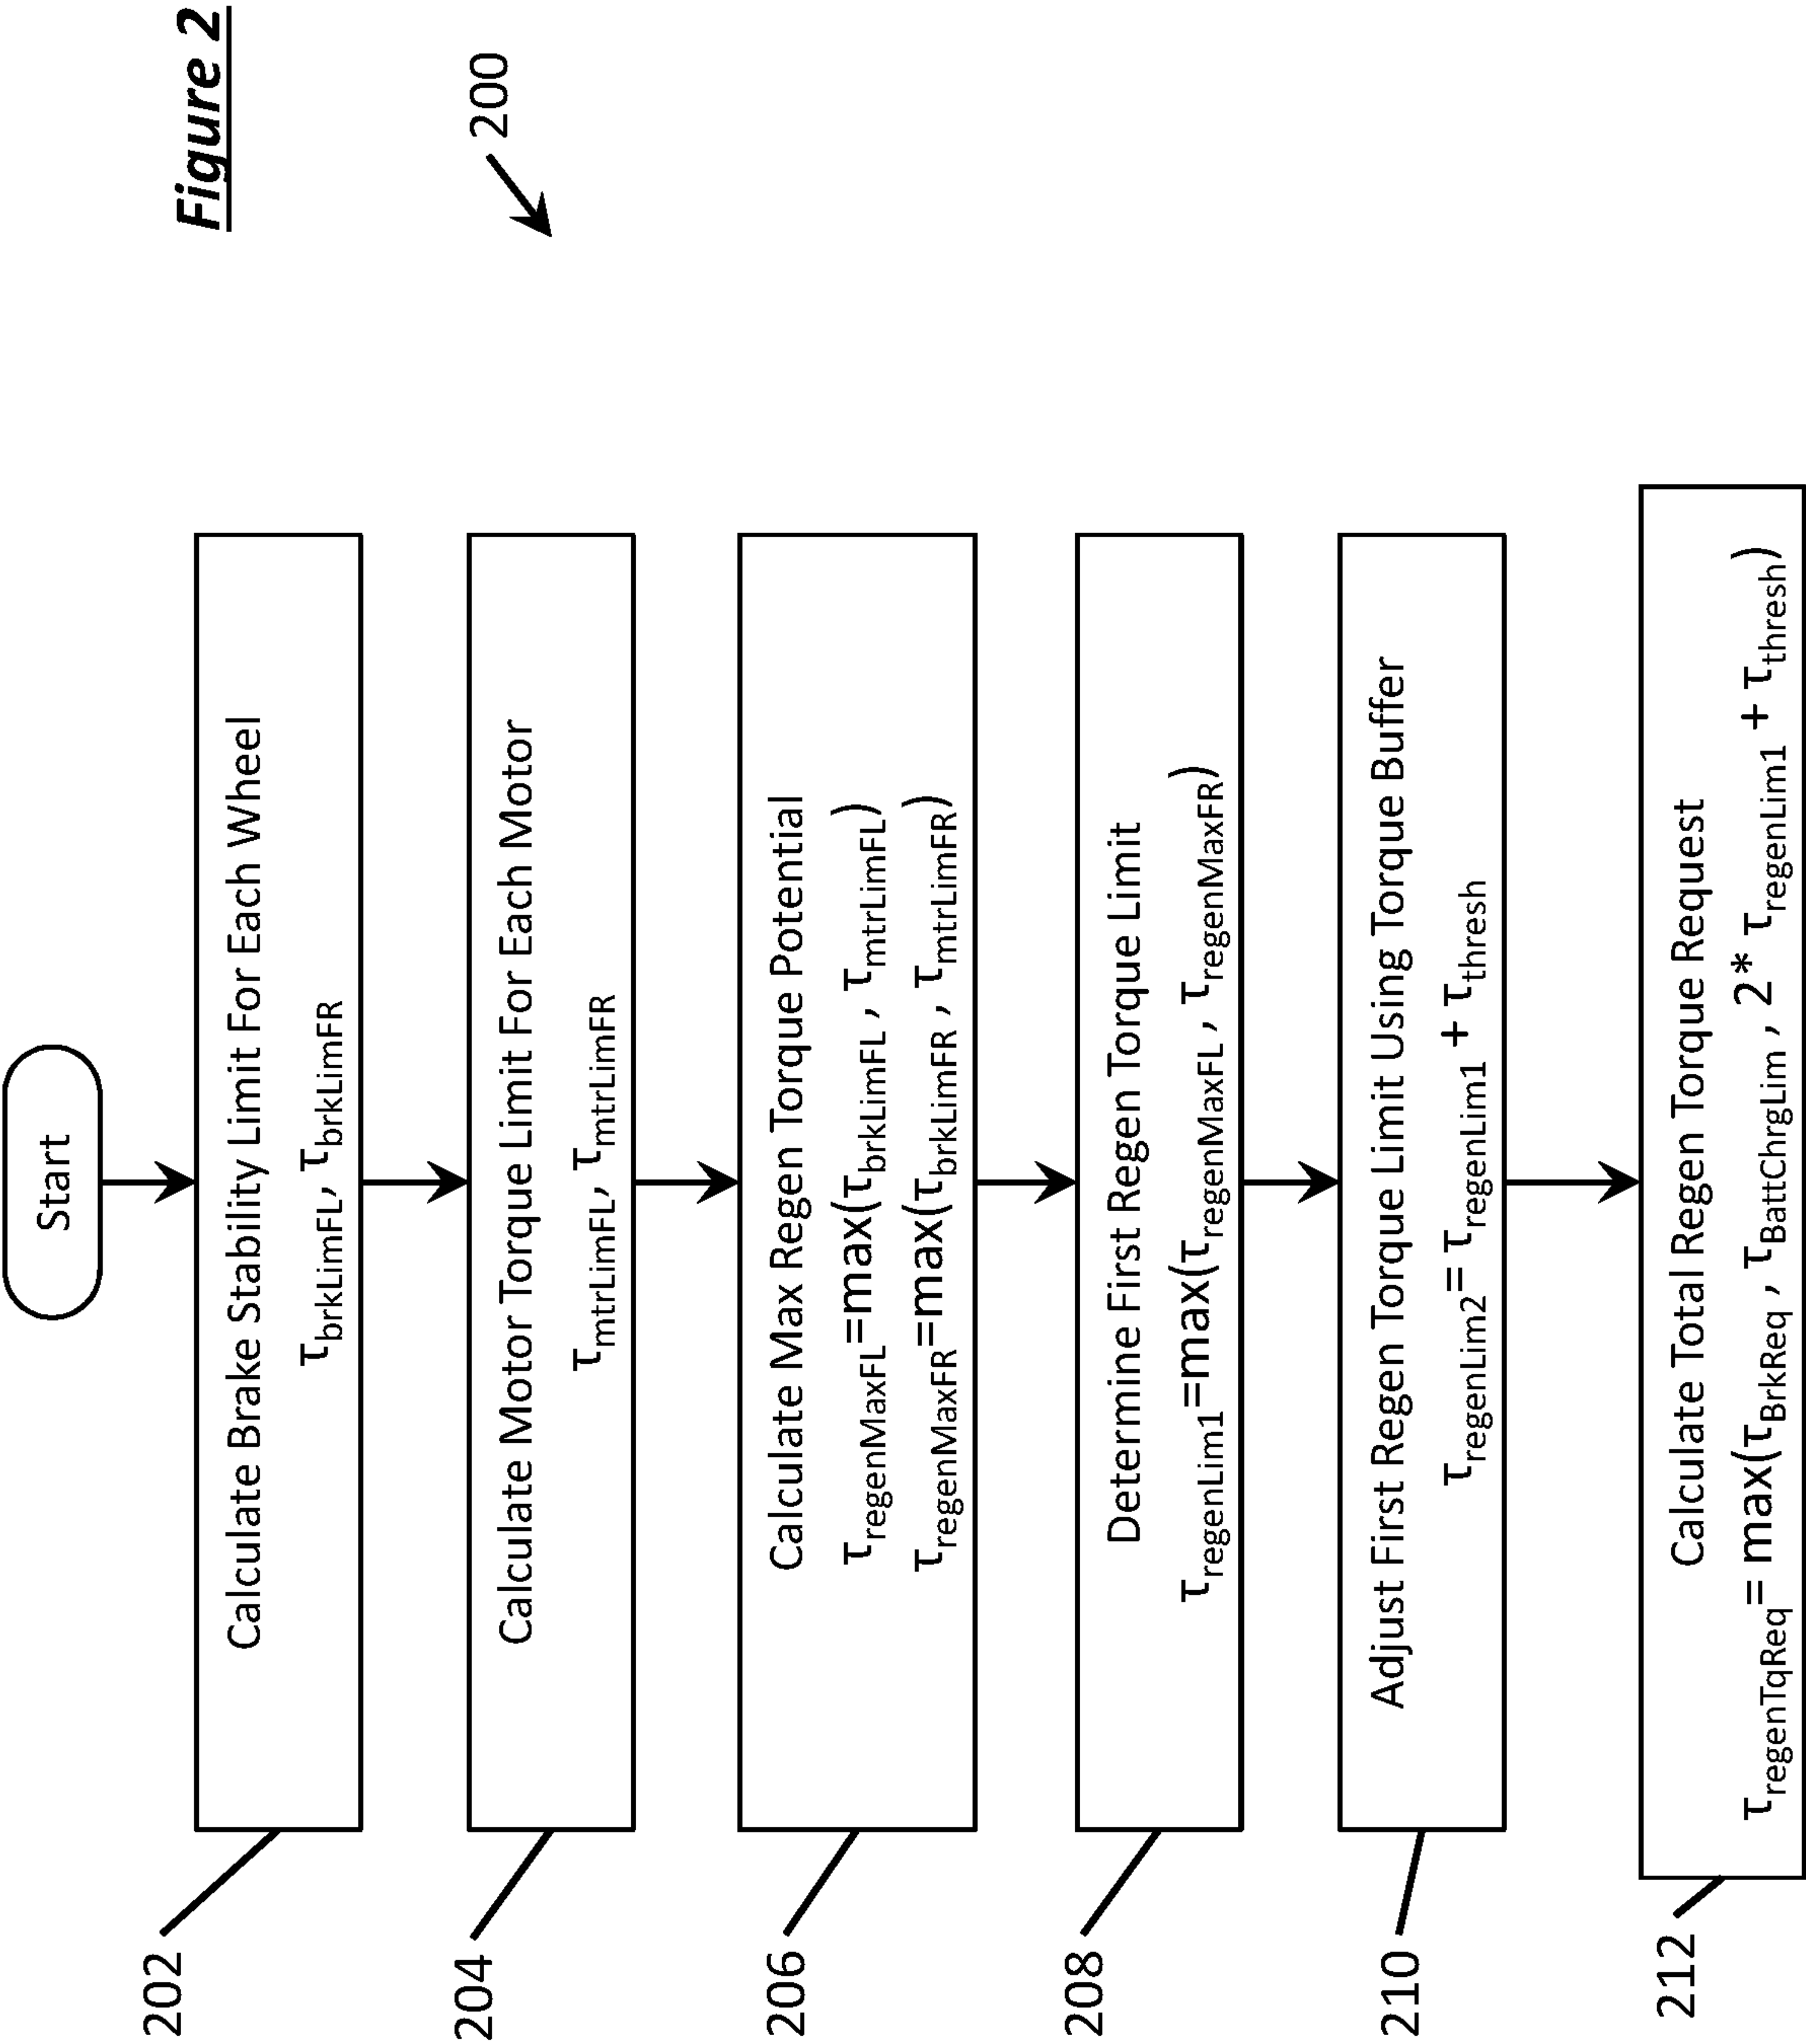 Figure 2
200
Start
202
Calculate Brake Stability Limit For Each Wheel
τbrkLimFL, τbrkLimFR
204
Calculate Motor Torque Limit For Each Motor
τmtrLimFL, τmtrLimFR
206
Calculate Max Regen Torque Potential
τregenMaxFL=max(τbrkLimFL , τmtrLimFL)
τregenMaxFR=max(τbrkLimFR , τmtrLimFR)
208
Determine First Regen Torque Limit
τregenLim1=max(τregenMaxFL , τregenMaxFR)
210
Adjust First Regen Torque Limit Using Torque Buffer
τregenLim2= τregenLim1 + τthresh
212
Calculate Total Regen Torque Request
τregenTqReq= max(τBrkReq , τBattChrgLim , 2* τregenLim1 + τthresh)